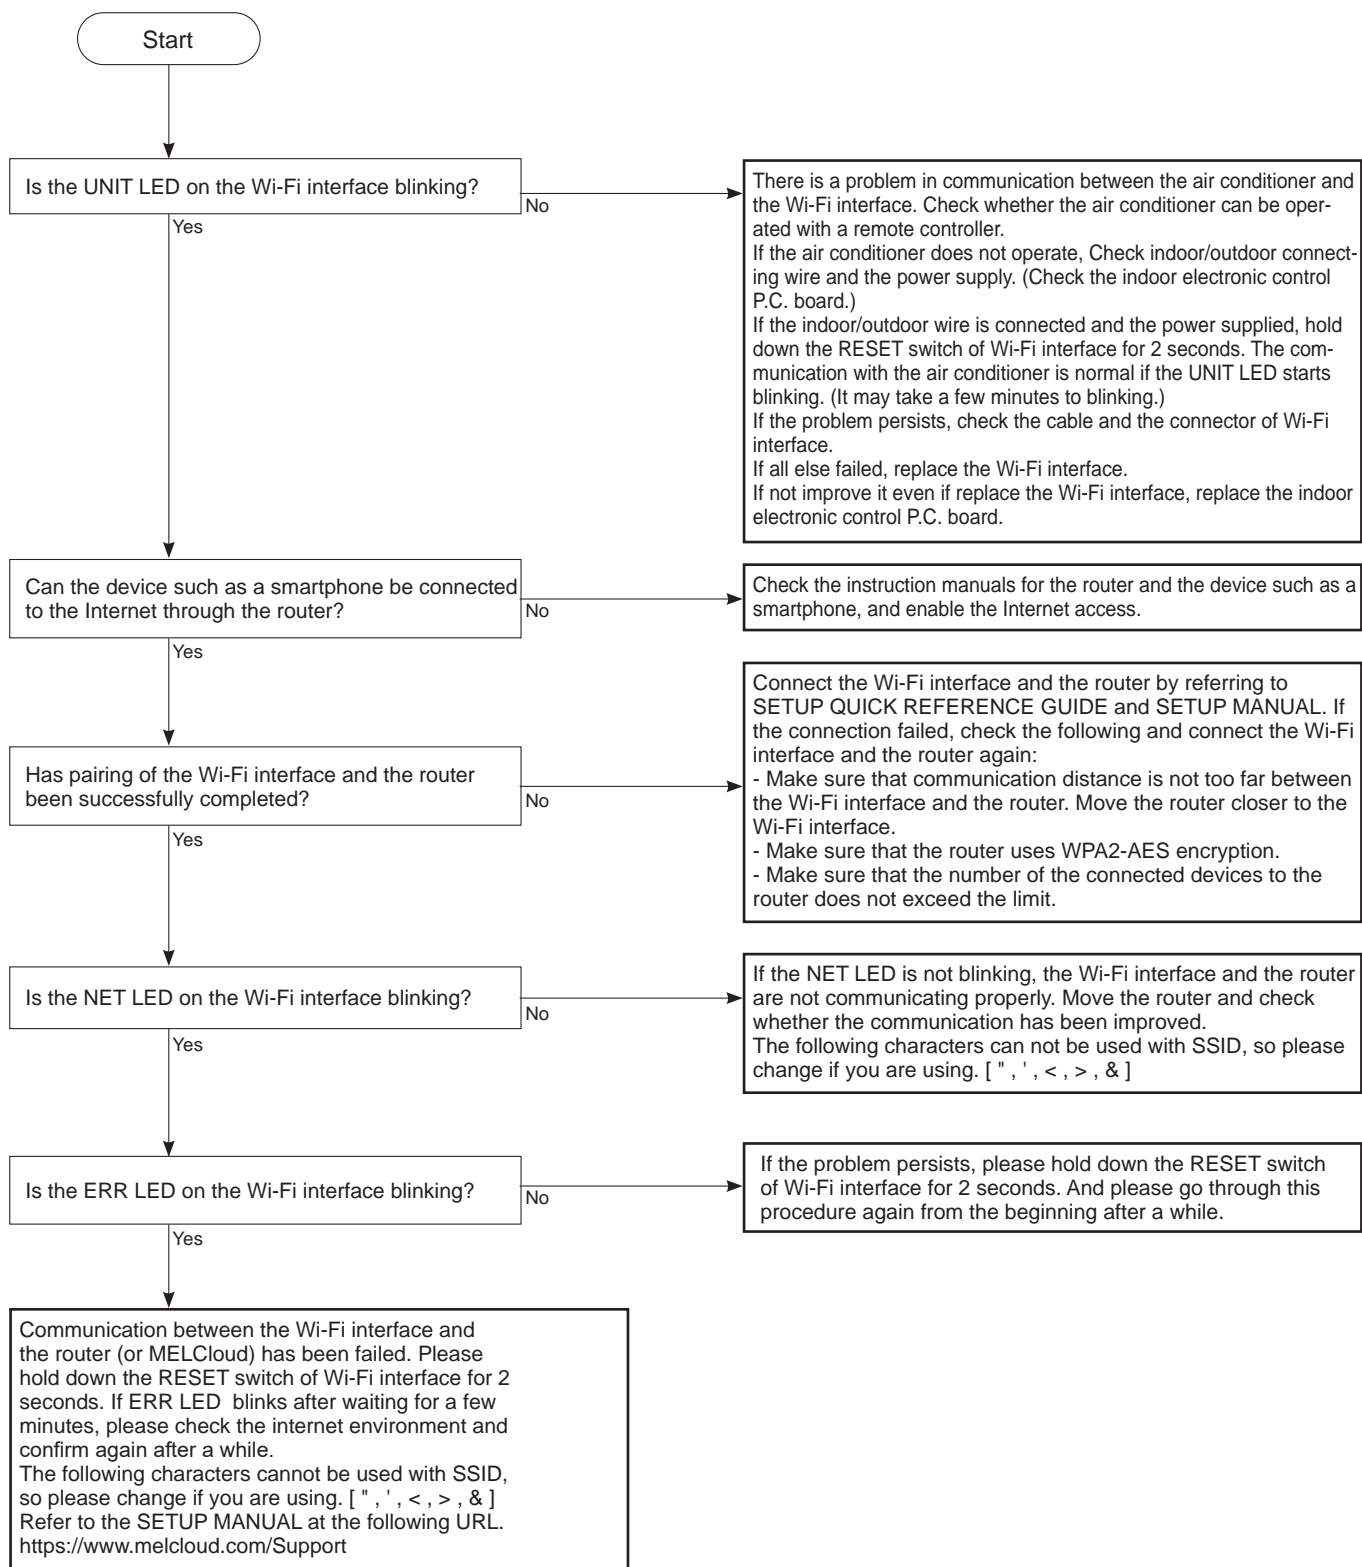 Start
Is the UNIT LED on the Wi-Fi interface blinking?
No
Yes
There is a problem in communication between the air conditioner and
the Wi-Fi interface. Check whether the air conditioner can be oper-
ated with a remote controller.
If the air conditioner does not operate, Check indoor/outdoor connect-
ing wire and the power supply. (Check the indoor electronic control
P.C. board.)
If the indoor/outdoor wire is connected and the power supplied, hold
down the RESET switch of Wi-Fi interface for 2 seconds. The com-
munication with the air conditioner is normal if the UNIT LED starts
blinking. (It may take a few minutes to blinking.)
If the problem persists, check the cable and the connector of Wi-Fi
interface.
If all else failed, replace the Wi-Fi interface.
If not improve it even if replace the Wi-Fi interface, replace the indoor
electronic control P.C. board.
Can the device such as a smartphone be connected
to the Internet through the router?
No
Yes
Check the instruction manuals for the router and the device such as a
smartphone, and enable the Internet access.
Has pairing of the Wi-Fi interface and the router
been successfully completed?
No
Yes
Connect the Wi-Fi interface and the router by referring to
SETUP QUICK REFERENCE GUIDE and SETUP MANUAL. If
the connection failed, check the following and connect the Wi-Fi
interface and the router again:
- Make sure that communication distance is not too far between
the Wi-Fi interface and the router. Move the router closer to the
Wi-Fi interface.
- Make sure that the router uses WPA2-AES encryption.
- Make sure that the number of the connected devices to the
router does not exceed the limit.
Is the NET LED on the Wi-Fi interface blinking?
No
Yes
If the NET LED is not blinking, the Wi-Fi interface and the router
are not communicating properly. Move the router and check
whether the communication has been improved.
The following characters can not be used with SSID, so please
change if you are using. [ " , ' , < , > , & ]
Is the ERR LED on the Wi-Fi interface blinking?
No
Yes
If the problem persists, please hold down the RESET switch
of Wi-Fi interface for 2 seconds. And please go through this
procedure again from the beginning after a while.
Communication between the Wi-Fi interface and
the router (or MELCloud) has been failed. Please
hold down the RESET switch of Wi-Fi interface for 2
seconds. If ERR LED  blinks after waiting for a few
minutes, please check the internet environment and
confirm again after a while.
The following characters cannot be used with SSID,
so please change if you are using. [ " , ' , < , > , & ]
Refer to the SETUP MANUAL at the following URL.
https://www.melcloud.com/Support